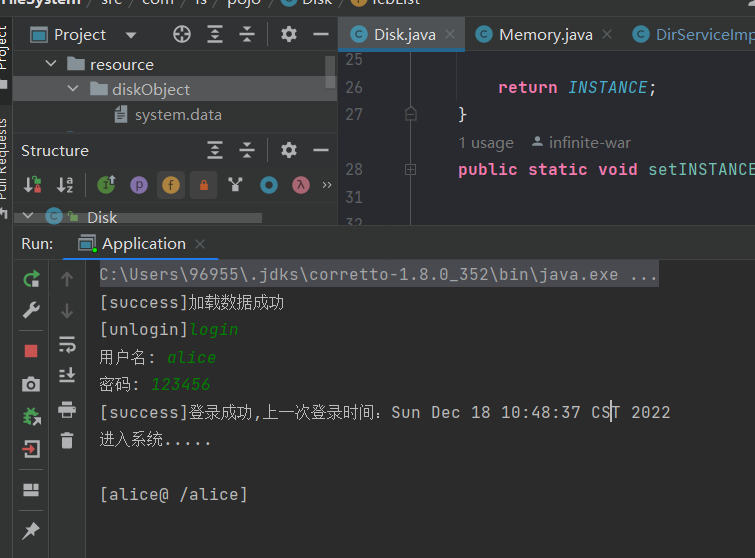 FileSystem / src / com / fs / pojo / Disk / fcbList
Project
Disk.java
Memory.java
DirServiceImp
resource
diskObject
system.data
25
26 return INSTANCE;
27 }
1 usage infinite-war
28 public static void setINSTANCE
31
32
Project
Pull Requests
Structure
Disk
Run: Application
C:\Users\96955\.jdks\corretto-1.8.0_352\bin\java.exe ...
[success]加载数据成功
[unlogin]login
用户名: alice
密码: 123456
[success]登录成功,上一次登录时间：Sun Dec 18 10:48:37 CST 2022
进入系统.....
[alice@ /alice]